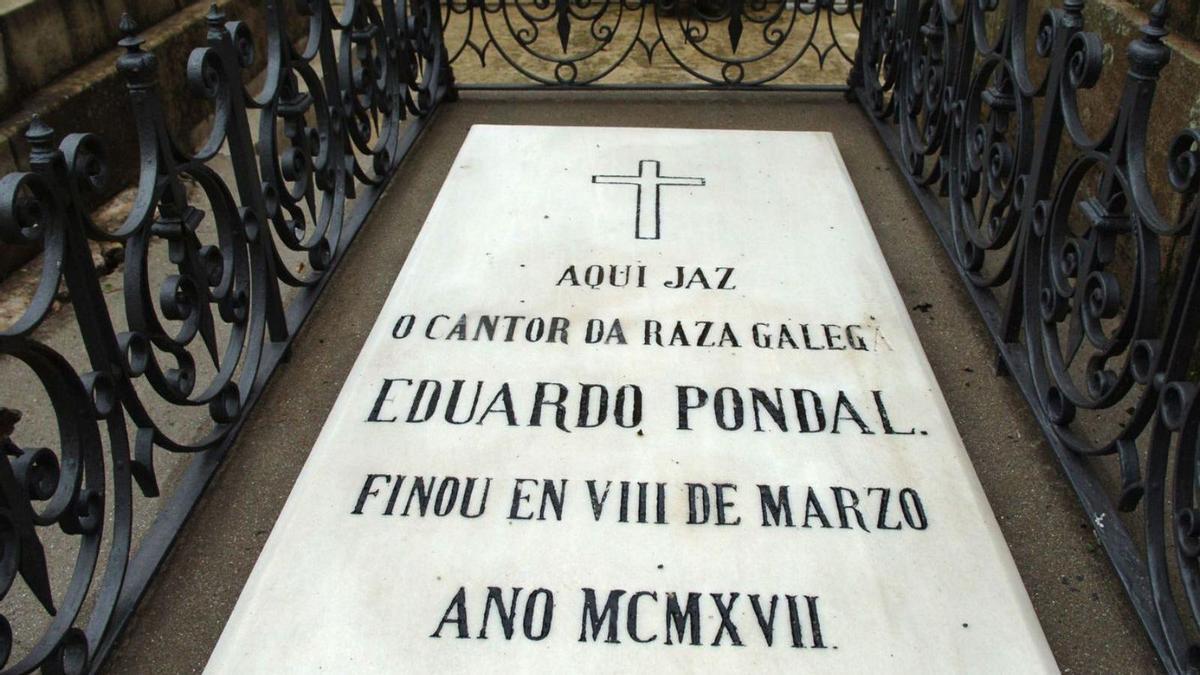 AQUI JAZ
O CANTOR DA RAZA GALEGA
EDUARDO PONDAL.
FINOU EN VIII DE MARZO
ANO MCMXVII.